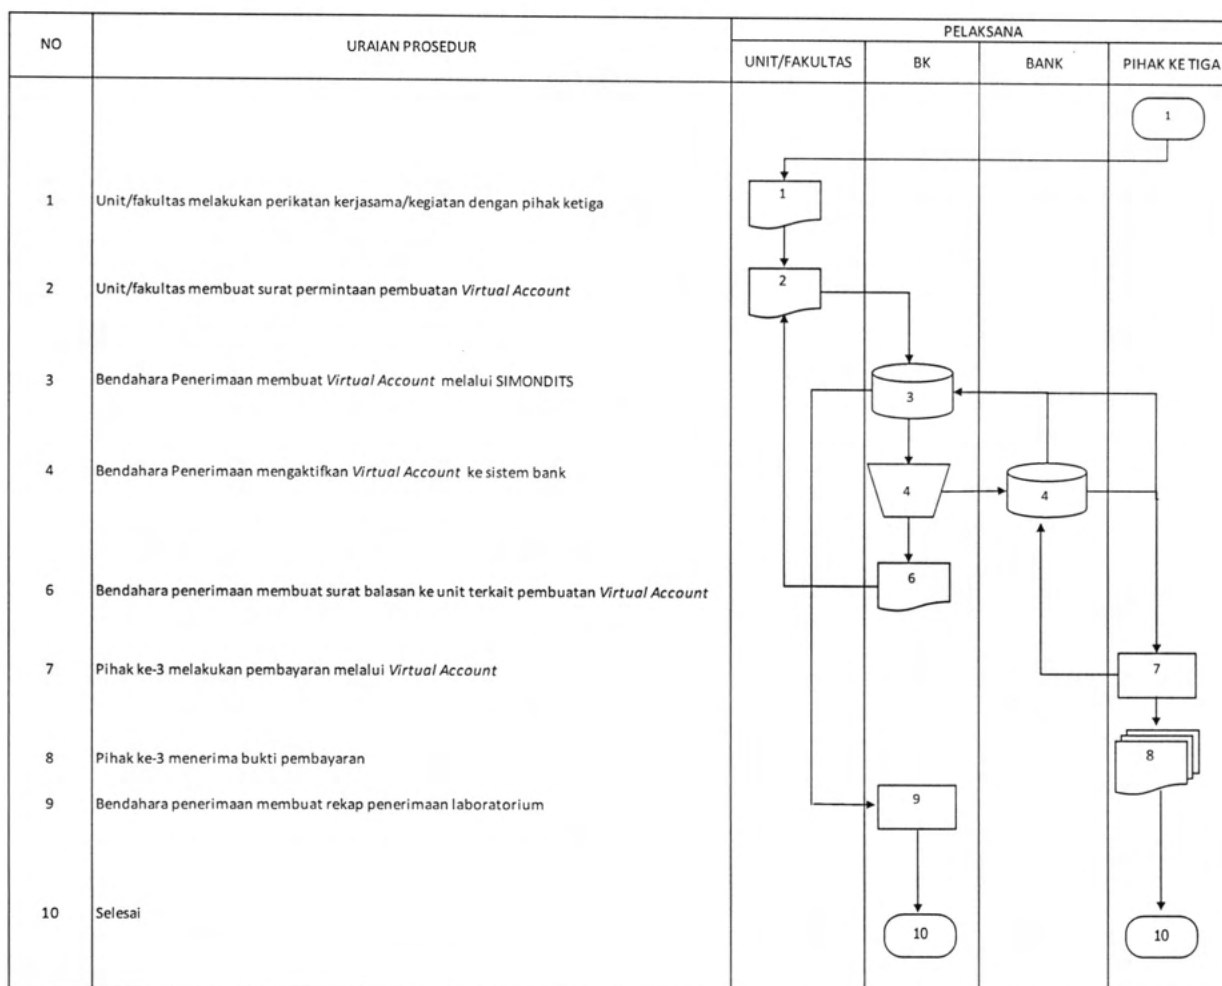 NO
URAIAN PROSEDUR
PELAKSANA
UNIT/FAKULTAS
BK
BANK
PIHAK KE TIGA
1
1 Unit/fakultas melakukan perikatan kerjasama/kegiatan dengan pihak ketiga
1
2 Unit/fakultas membuat surat permintaan pembuatan Virtual Account
2
3 Bendahara Penerimaan membuat Virtual Account melalui SIMONDITS
3
4 Bendahara Penerimaan mengaktifkan Virtual Account ke sistem bank
4
4
6 Bendahara penerimaan membuat surat balasan ke unit terkait pembuatan Virtual Account
6
7 Pihak ke-3 melakukan pembayaran melalui Virtual Account
7
8 Pihak ke-3 menerima bukti pembayaran
8
9 Bendahara penerimaan membuat rekap penerimaan laboratorium
9
10 Selesai
10
10